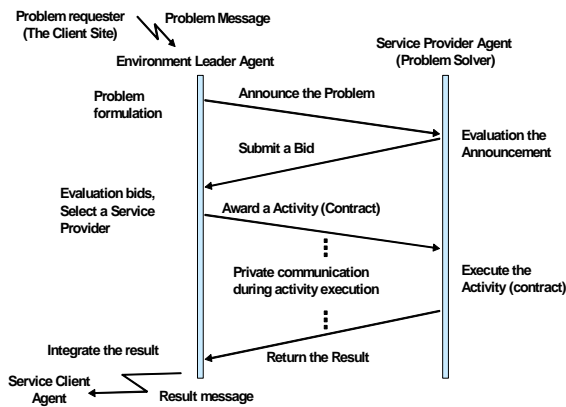 Problem requester
(The Client Site)
Problem Message
Environment Leader Agent
Service Provider Agent
(Problem Solver)
Problem
formulation
Announce the Problem
Evaluation the
Announcement
Submit a Bid
Evaluation bids,
Select a Service
Provider
Award a Activity (Contract)
Private communication
during activity execution
Execute the
Activity (contract)
Integrate the result
Return the Result
Service Client
Agent
Result message